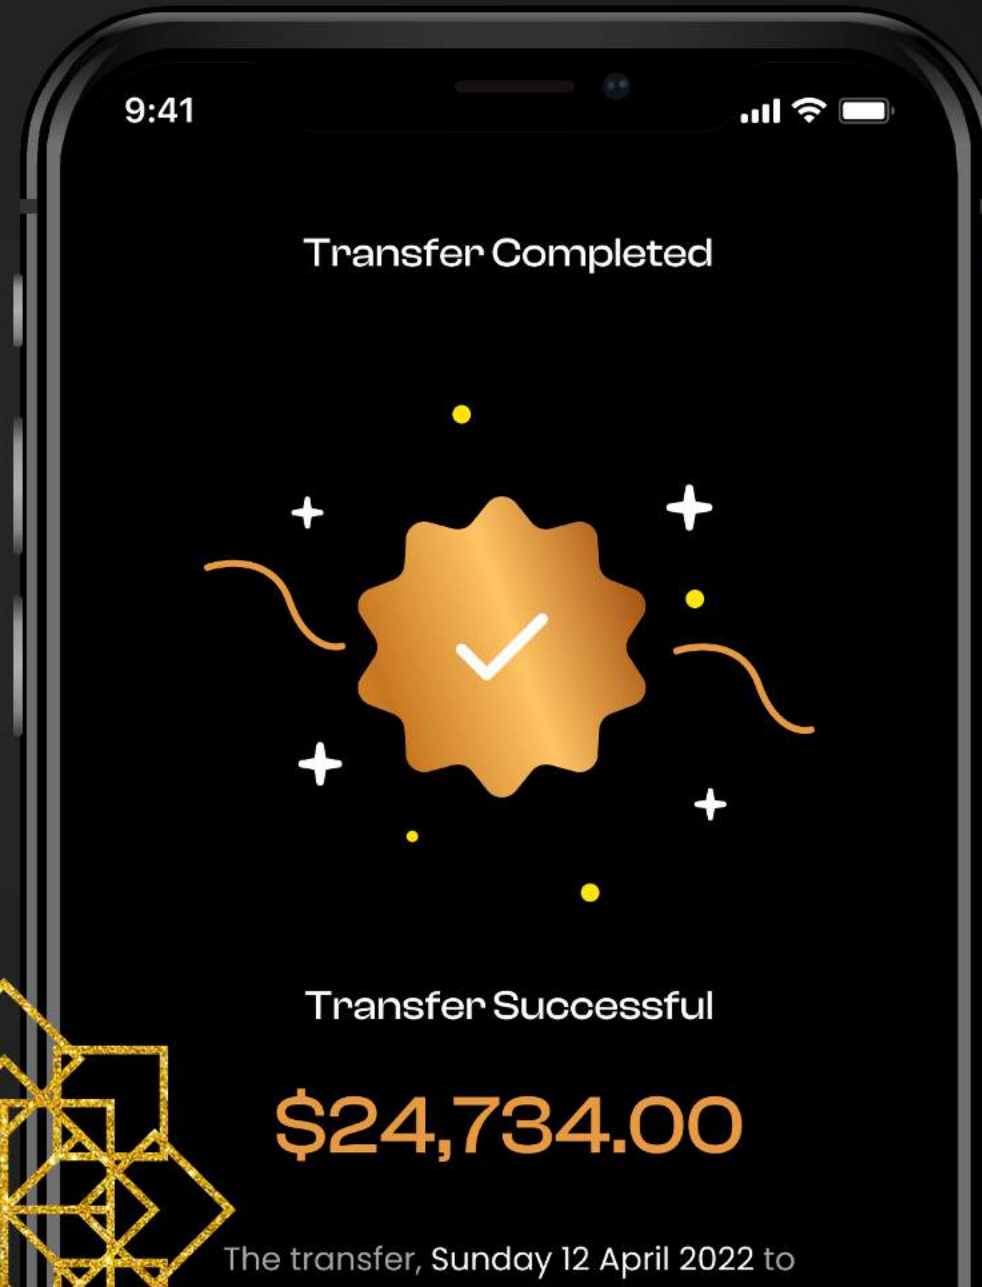 9:41
Transfer Completed
Transfer Successful
$24,734.00
The transfer, Sunday 12 April 2022 to